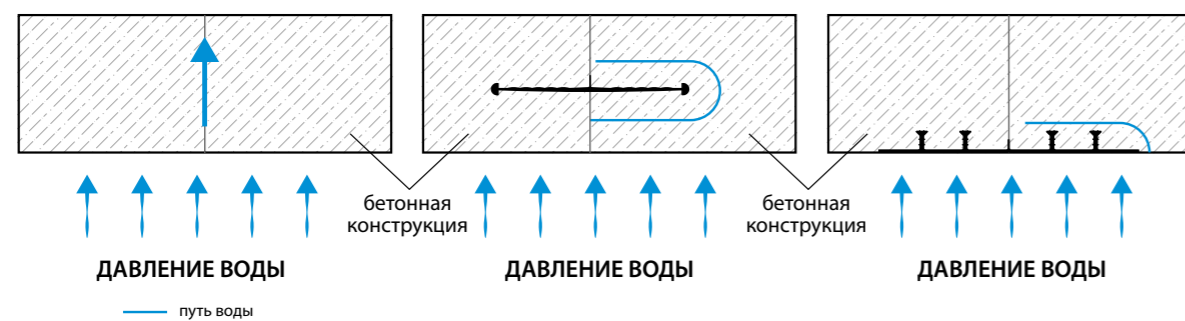 бетонная
конструкция
бетонная
конструкция
ДАВЛЕНИЕ ВОДЫ
ДАВЛЕНИЕ ВОДЫ
ДАВЛЕНИЕ ВОДЫ
путь воды